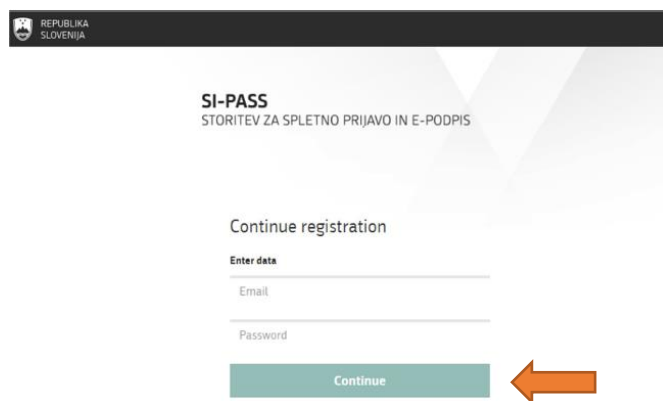 REPUBLIKA
SLOVENIJA
SI-PASS
STORITEV ZA SPLETNO PRIJAVO IN E-PODPIS
Continue registration
Enter data
Email
Password
Continue